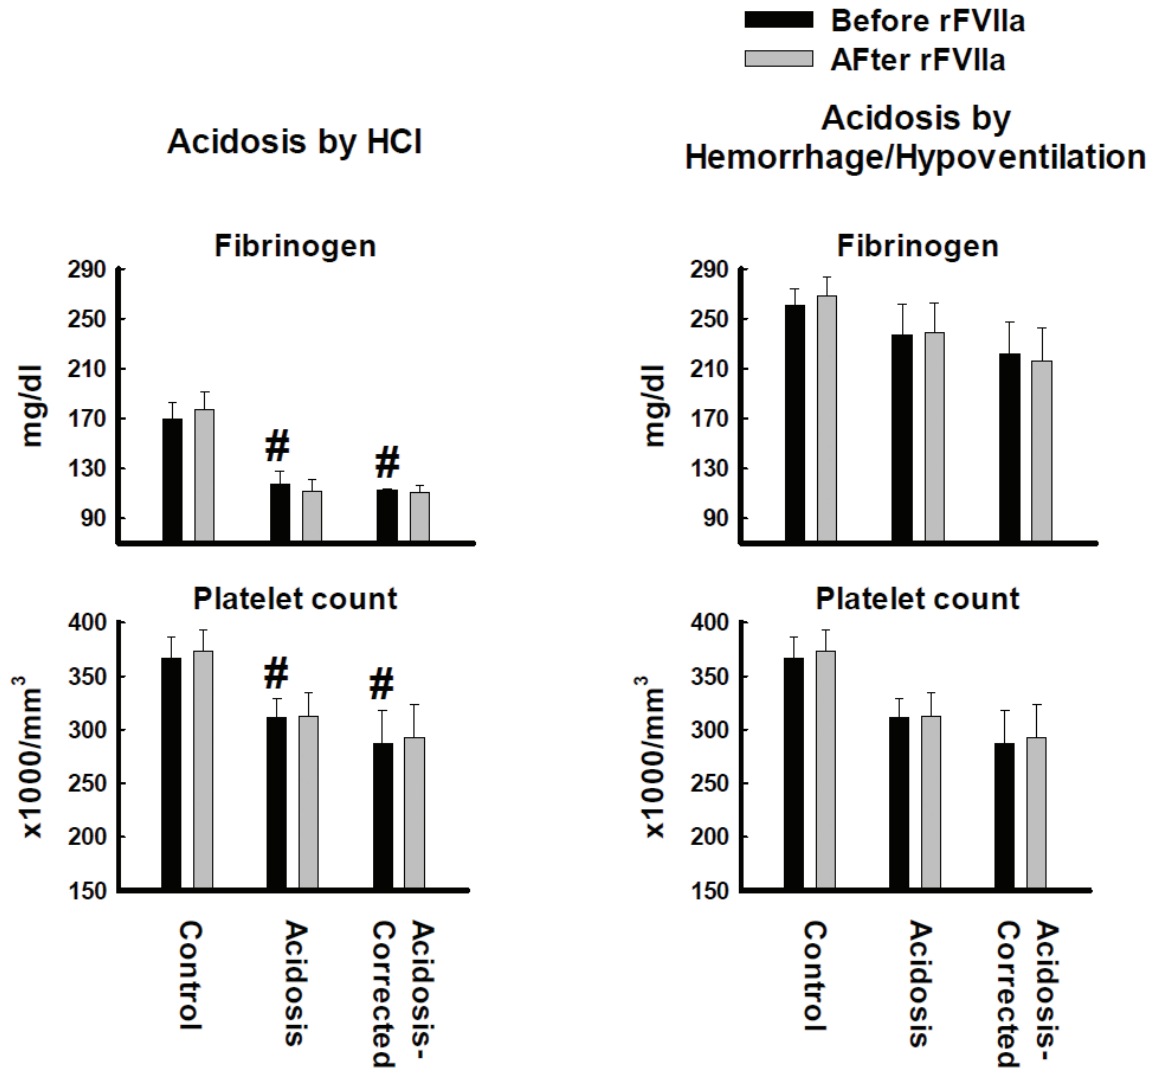 Before rFVIIa
AFter rFVIIa
Acidosis by HCl
Acidosis by
Hemorrhage/Hypoventilation
Fibrinogen
290
250
210
170
130
90
mg/dl
#
#
Fibrinogen
290
250
210
170
130
90
mg/dl
Platelet count
400
350
300
250
200
150
x1000/mm³
#
#
Control
Acidosis
Acidosis-
Corrected
Platelet count
400
350
300
250
200
150
x1000/mm³
Control
Acidosis
Acidosis-
Corrected